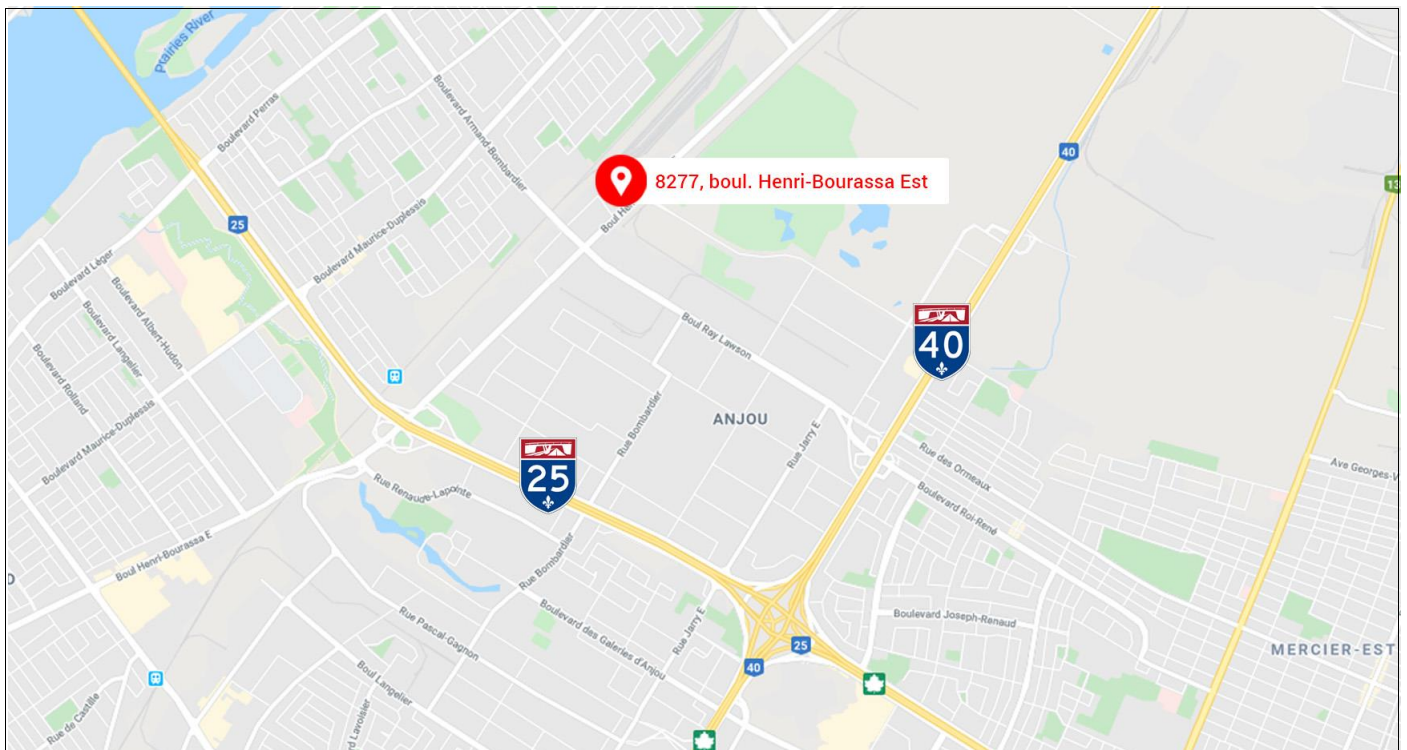 Prairies River
Boulevard Perras
Boulevard Armand-Bombardier
40
8277, boul. Henri-Bourassa Est
13
25
Boul He
Boulevard Maurice-Duplessis
Boulevard Léger
Boulevard Albert-Hudon
Boulevard Langelier
Boulevard Rolland
Boul Ray Lawson
40
Boulevard Maurice-Duplessis
Rue Bombardier
ANJOU
Rue Jarry E
Rue des Ormeaux
Ave Georges-V
25
Rue Renaude-Lapointe
Boulevard Roi-René
Boul Henri-Bourassa E
Rue Bombardier
Boulevard des Galeries d'Anjou
Rue Pascal-Gagnon
Rue Jarry E
Boulevard Joseph-Renaud
25
MERCIER-EST
40
Boul Langelier
Rue de Castille
d Lavoisier